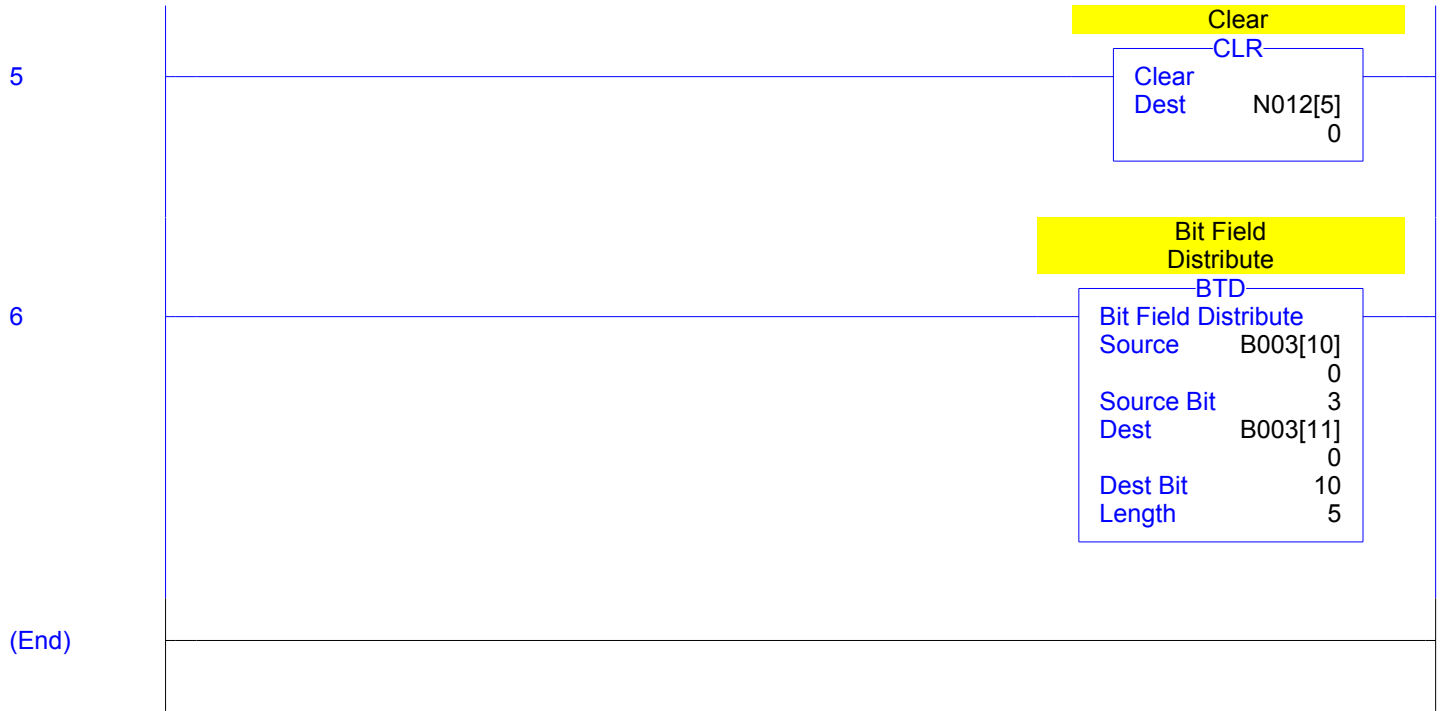 Clear
CLR
5
Clear
Dest N012[5]
0
Bit Field
Distribute
BTD
6
Bit Field Distribute
Source B003[10]
0
Source Bit 3
Dest B003[11]
0
Dest Bit 10
Length 5
(End)